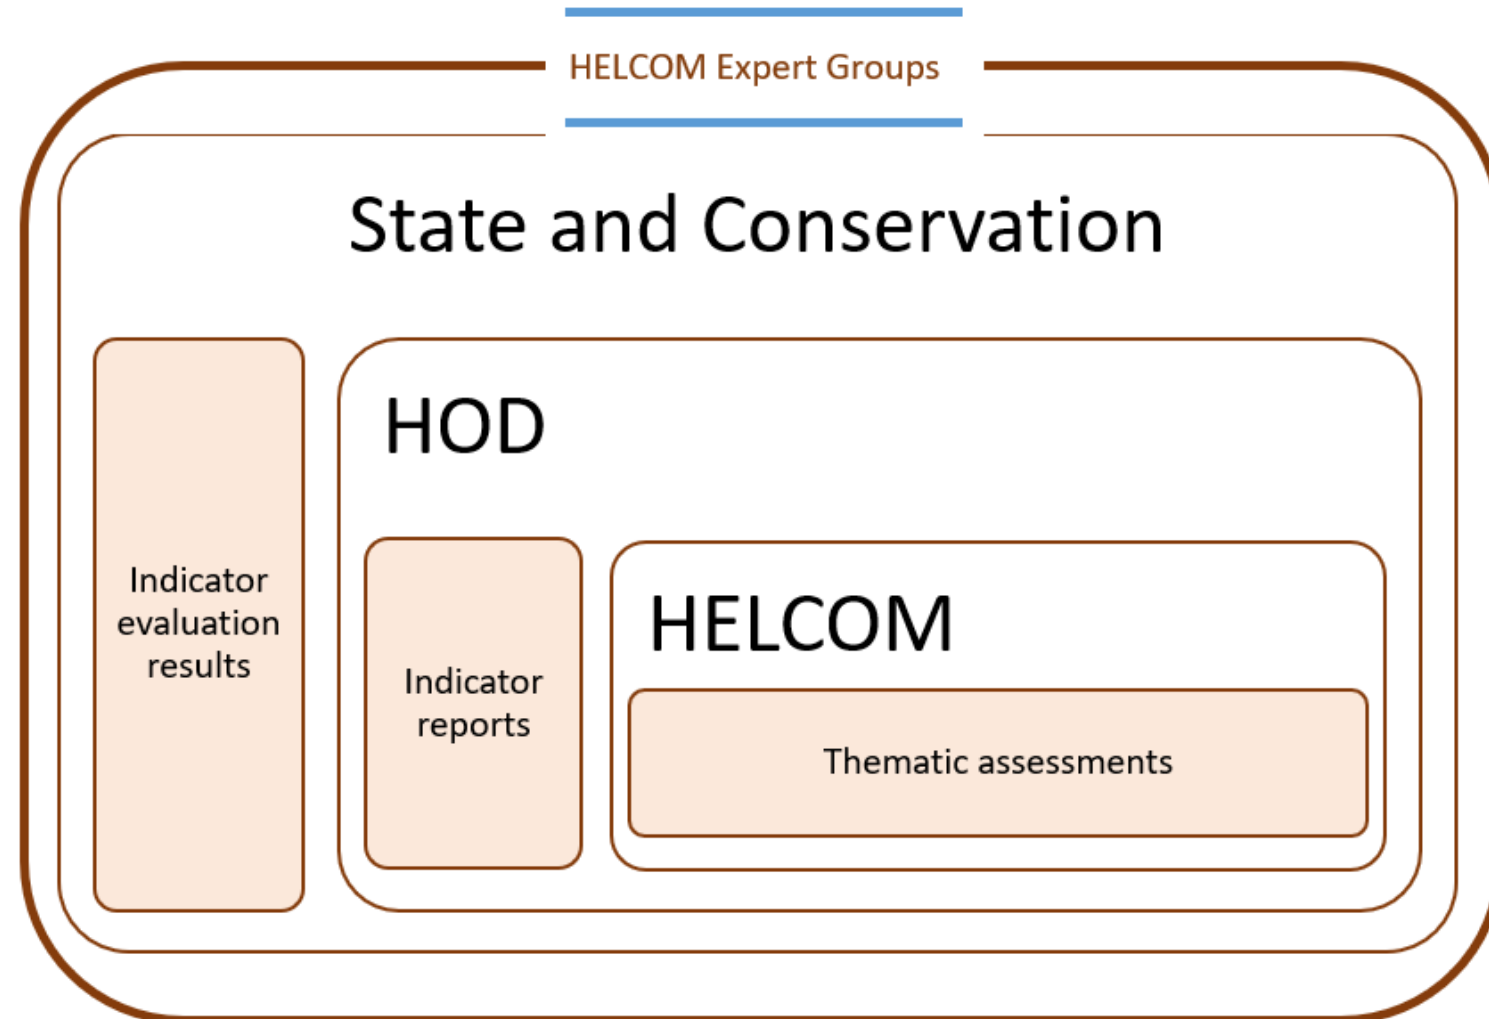 HELCOM Expert Groups
State and Conservation
HOD
Indicator
evaluation
results
Indicator
reports
HELCOM
Thematic assessments